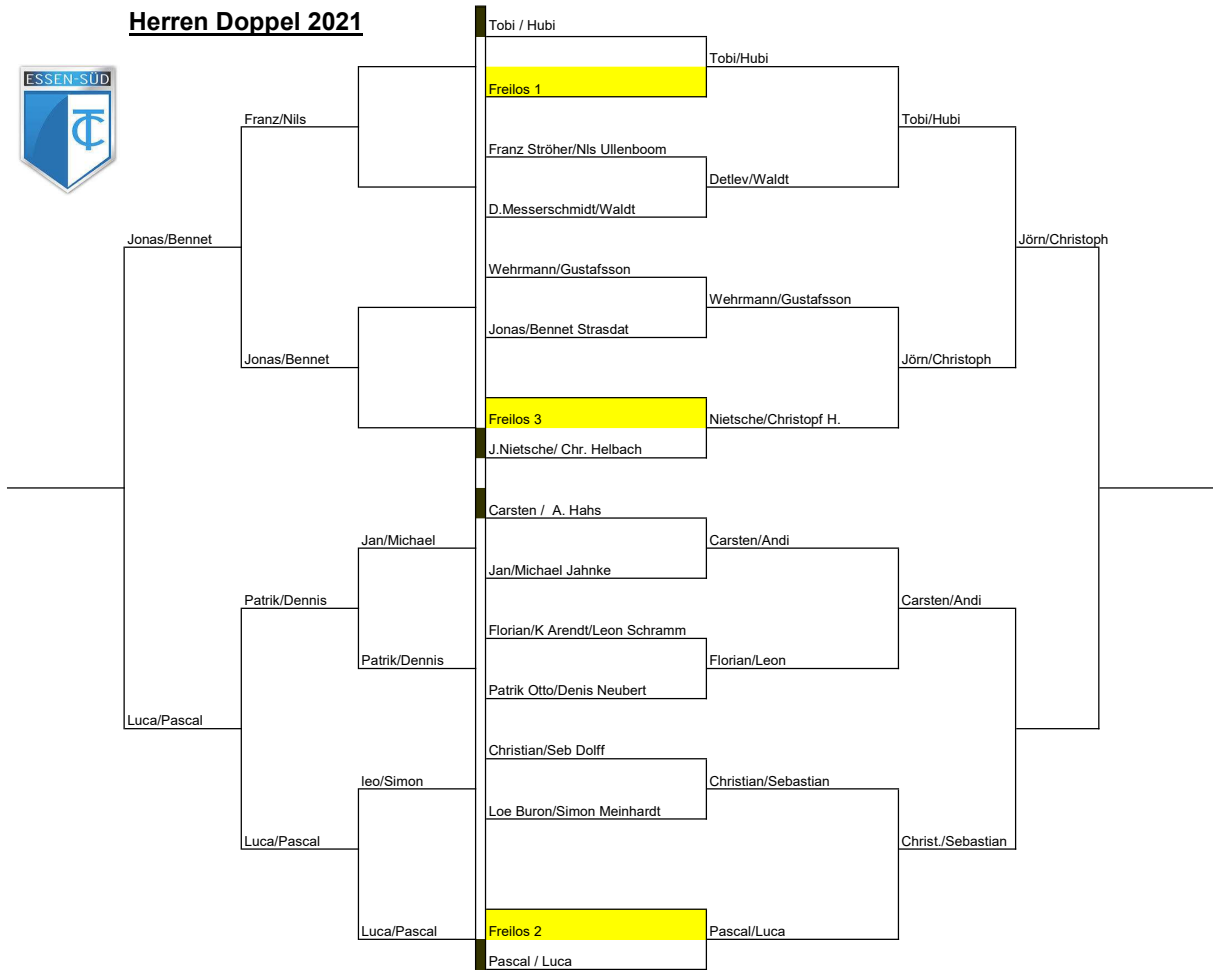 Herren Doppel 2021
Tobi / Hubi
Tobi/Hubi
ESSEN-SÜD
TC
Freilos 1
Franz/Nils
Tobi/Hubi
Franz Ströher/Nls Ullenboom
Detlev/Waldt
D.Messerschmidt/Waldt
Jonas/Bennet
Jörn/Christoph
Wehrmann/Gustafsson
Wehrmann/Gustafsson
Jonas/Bennet Strasdat
Jonas/Bennet
Jörn/Christoph
Freilos 3
Nietsche/Christopf H.
J.Nietsche/ Chr. Helbach
Carsten / A. Hahs
Jan/Michael
Carsten/Andi
Jan/Michael Jahnke
Patrik/Dennis
Carsten/Andi
Florian/K Arendt/Leon Schramm
Patrik/Dennis
Florian/Leon
Patrik Otto/Denis Neubert
Luca/Pascal
Christian/Seb Dolff
leo/Simon
Christian/Sebastian
Loe Buron/Simon Meinhardt
Luca/Pascal
Christ./Sebastian
Luca/Pascal
Freilos 2
Pascal/Luca
Pascal / Luca